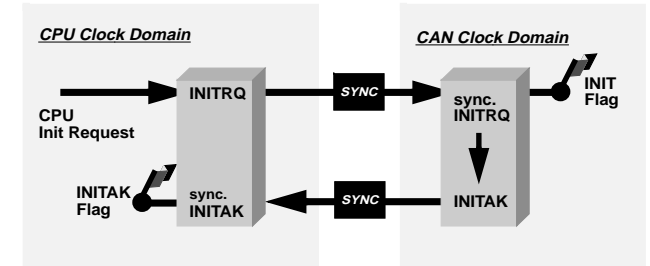 CPU Clock Domain
CAN Clock Domain
CPU
Init Request
INITRQ
SYNC
sync.
INITRQ
INIT
Flag
INITAK
Flag
sync.
INITAK
SYNC
INITAK